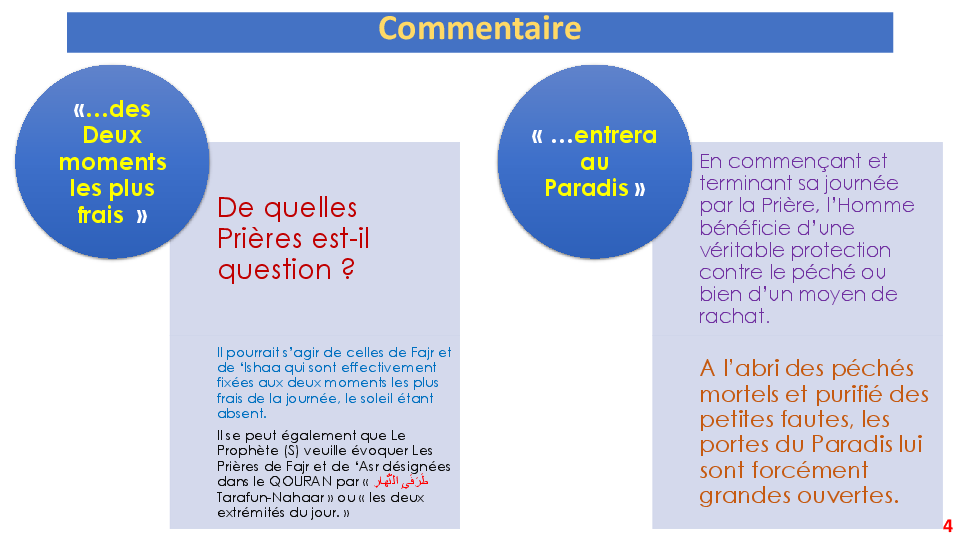 Commentaire
«…des
Deux
moments
les plus
frais »
De quelles
Prières est-il
question ?
Il pourrait s’agir de celles de Fajr et
de ‘Ishaa qui sont effectivement
fixées aux deux moments les plus
frais de la journée, le soleil étant
absent.
Il se peut également que Le
Prophète (S) veuille évoquer Les
Prières de Fajr et de ‘Asr désignées
dans le QOURAN par « طَرَفَيِ النَّهَارِ
Tarafun-Nahaar » ou « les deux
extrémités du jour. »
« …entrera
au
Paradis »
En commençant et
terminant sa journée
par la Prière, l’Homme
bénéficie d’une
véritable protection
contre le péché ou
bien d’un moyen de
rachat.
A l’abri des péchés
mortels et purifié des
petites fautes, les
portes du Paradis lui
sont forcément
grandes ouvertes.
4